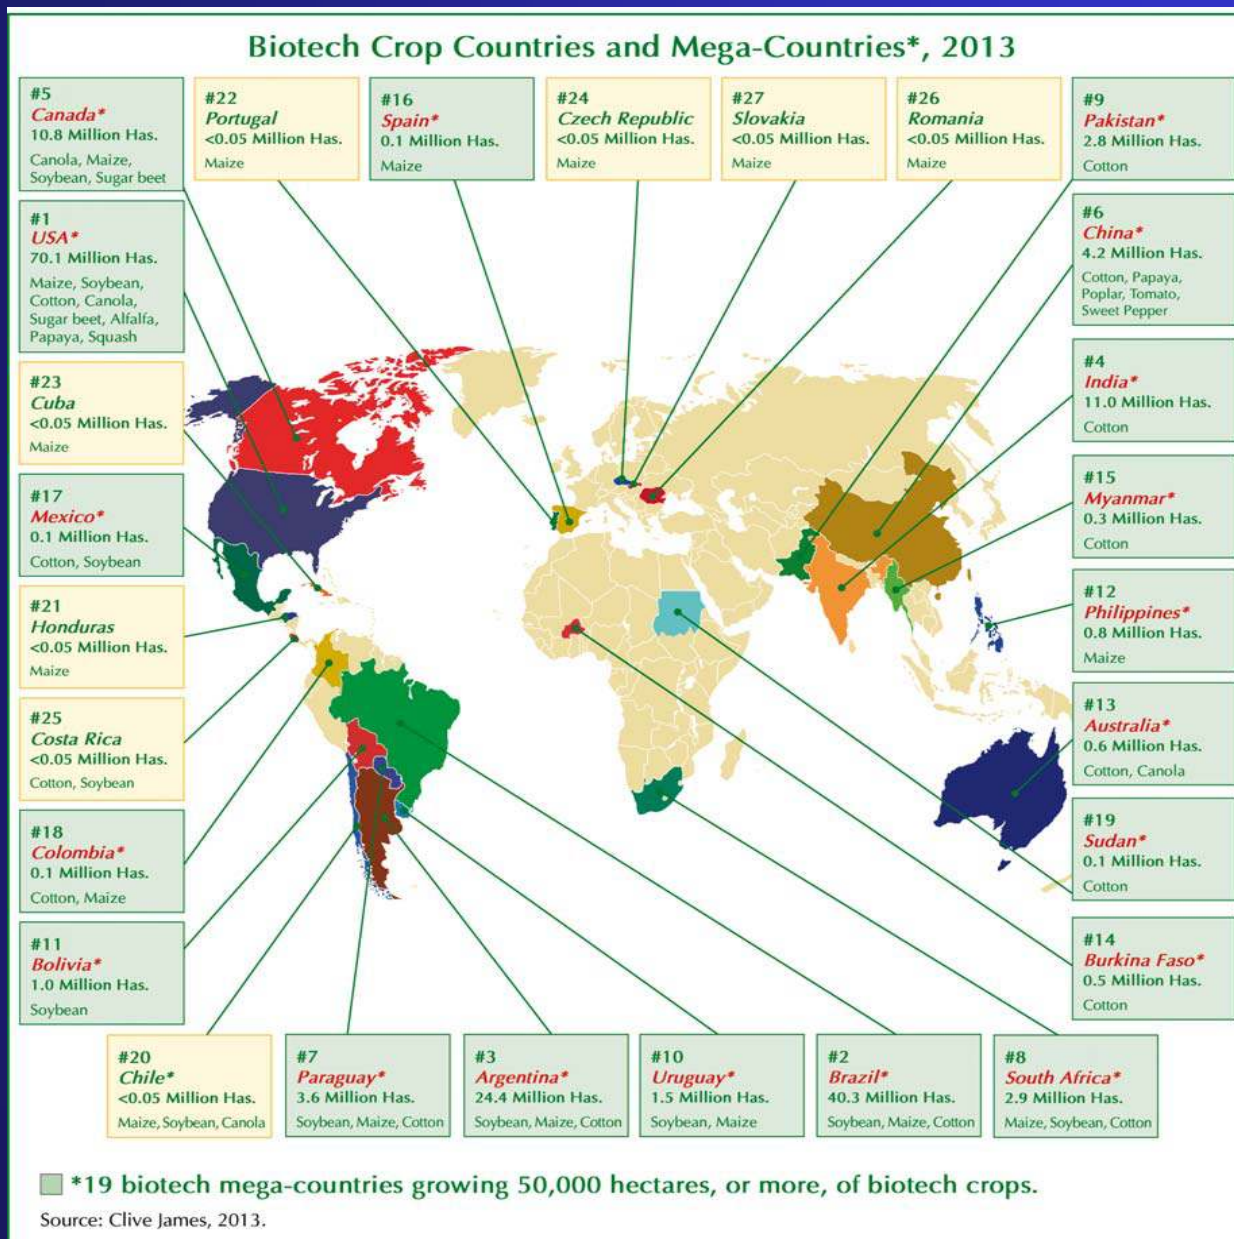 Biotech Crop Countries and Mega-Countries*, 2013
#5
Canada*
10.8 Million Has.
Canola, Maize,
Soybean, Sugar beet
#22
Portugal
<0.05 Million Has.
Maize
#16
Spain*
0.1 Million Has.
Maize
#24
Czech Republic
<0.05 Million Has.
Maize
#27
Slovakia
<0.05 Million Has.
Maize
#26
Romania
<0.05 Million Has.
Maize
#9
Pakistan*
2.8 Million Has.
Cotton
#1
USA*
70.1 Million Has.
Maize, Soybean,
Cotton, Canola,
Sugar beet, Alfalfa,
Papaya, Squash
#6
China*
4.2 Million Has.
Cotton, Papaya,
Poplar, Tomato,
Sweet Pepper
#23
Cuba
<0.05 Million Has.
Maize
#4
India*
11.0 Million Has.
Cotton
#17
Mexico*
0.1 Million Has.
Cotton, Soybean
#15
Myanmar*
0.3 Million Has.
Cotton
#21
Honduras
<0.05 Million Has.
Maize
#12
Philippines*
0.8 Million Has.
Maize
#25
Costa Rica
<0.05 Million Has.
Cotton, Soybean
#13
Australia*
0.6 Million Has.
Cotton, Canola
#18
Colombia*
0.1 Million Has.
Cotton, Maize
#19
Sudan*
0.1 Million Has.
Cotton
#11
Bolivia*
1.0 Million Has.
Soybean
#14
Burkina Faso*
0.5 Million Has.
Cotton
#20
Chile*
<0.05 Million Has.
Maize, Soybean, Canola
#7
Paraguay*
3.6 Million Has.
Soybean, Maize, Cotton
#3
Argentina*
24.4 Million Has.
Soybean, Maize, Cotton
#10
Uruguay*
1.5 Million Has.
Soybean, Maize
#2
Brazil*
40.3 Million Has.
Soybean, Maize, Cotton
#8
South Africa*
2.9 Million Has.
Maize, Soybean, Cotton
*19 biotech mega-countries growing 50,000 hectares, or more, of biotech crops.
Source: Clive James, 2013.